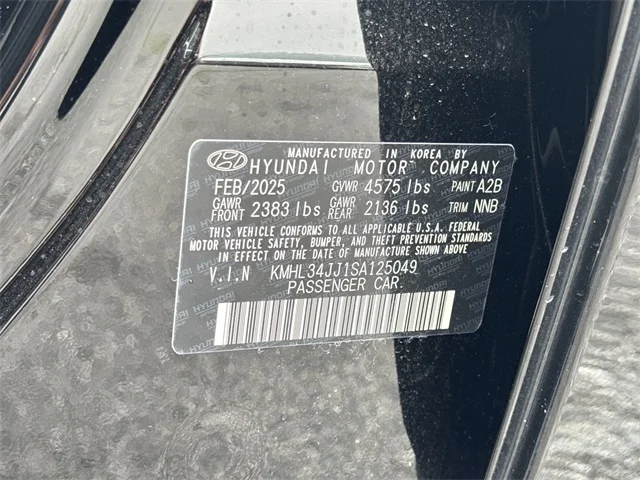 MANUFACTURED IN KOREA BY
HYUNDAI MOTOR COMPANY
FEB/2025 GVWR 4575 lbs PAINT A2B
GAWR FRONT 2383 lbs GAWR REAR 2136 lbs TRIM NNB
THIS VEHICLE CONFORMS TO ALL APPLICABLE U.S.A. FEDERAL
MOTOR VEHICLE SAFETY, BUMPER, AND THEFT PREVENTION STANDARDS
IN EFFECT ON THE DATE OF MANUFACTURE SHOWN ABOVE
V.I.N KMHL34JJ1SA125049
PASSENGER CAR